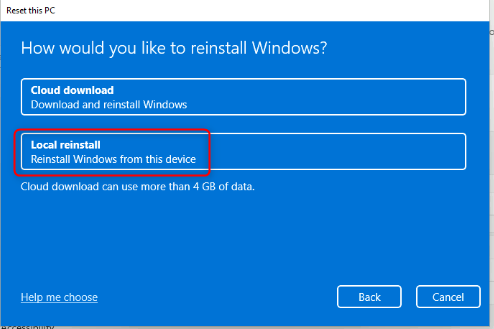 Reset this PC
How would you like to reinstall Windows?
Cloud download
Download and reinstall Windows
Local reinstall
Reinstall Windows from this device
Cloud download can use more than 4 GB of data.
Help me choose
Back
Cancel
Accessibility